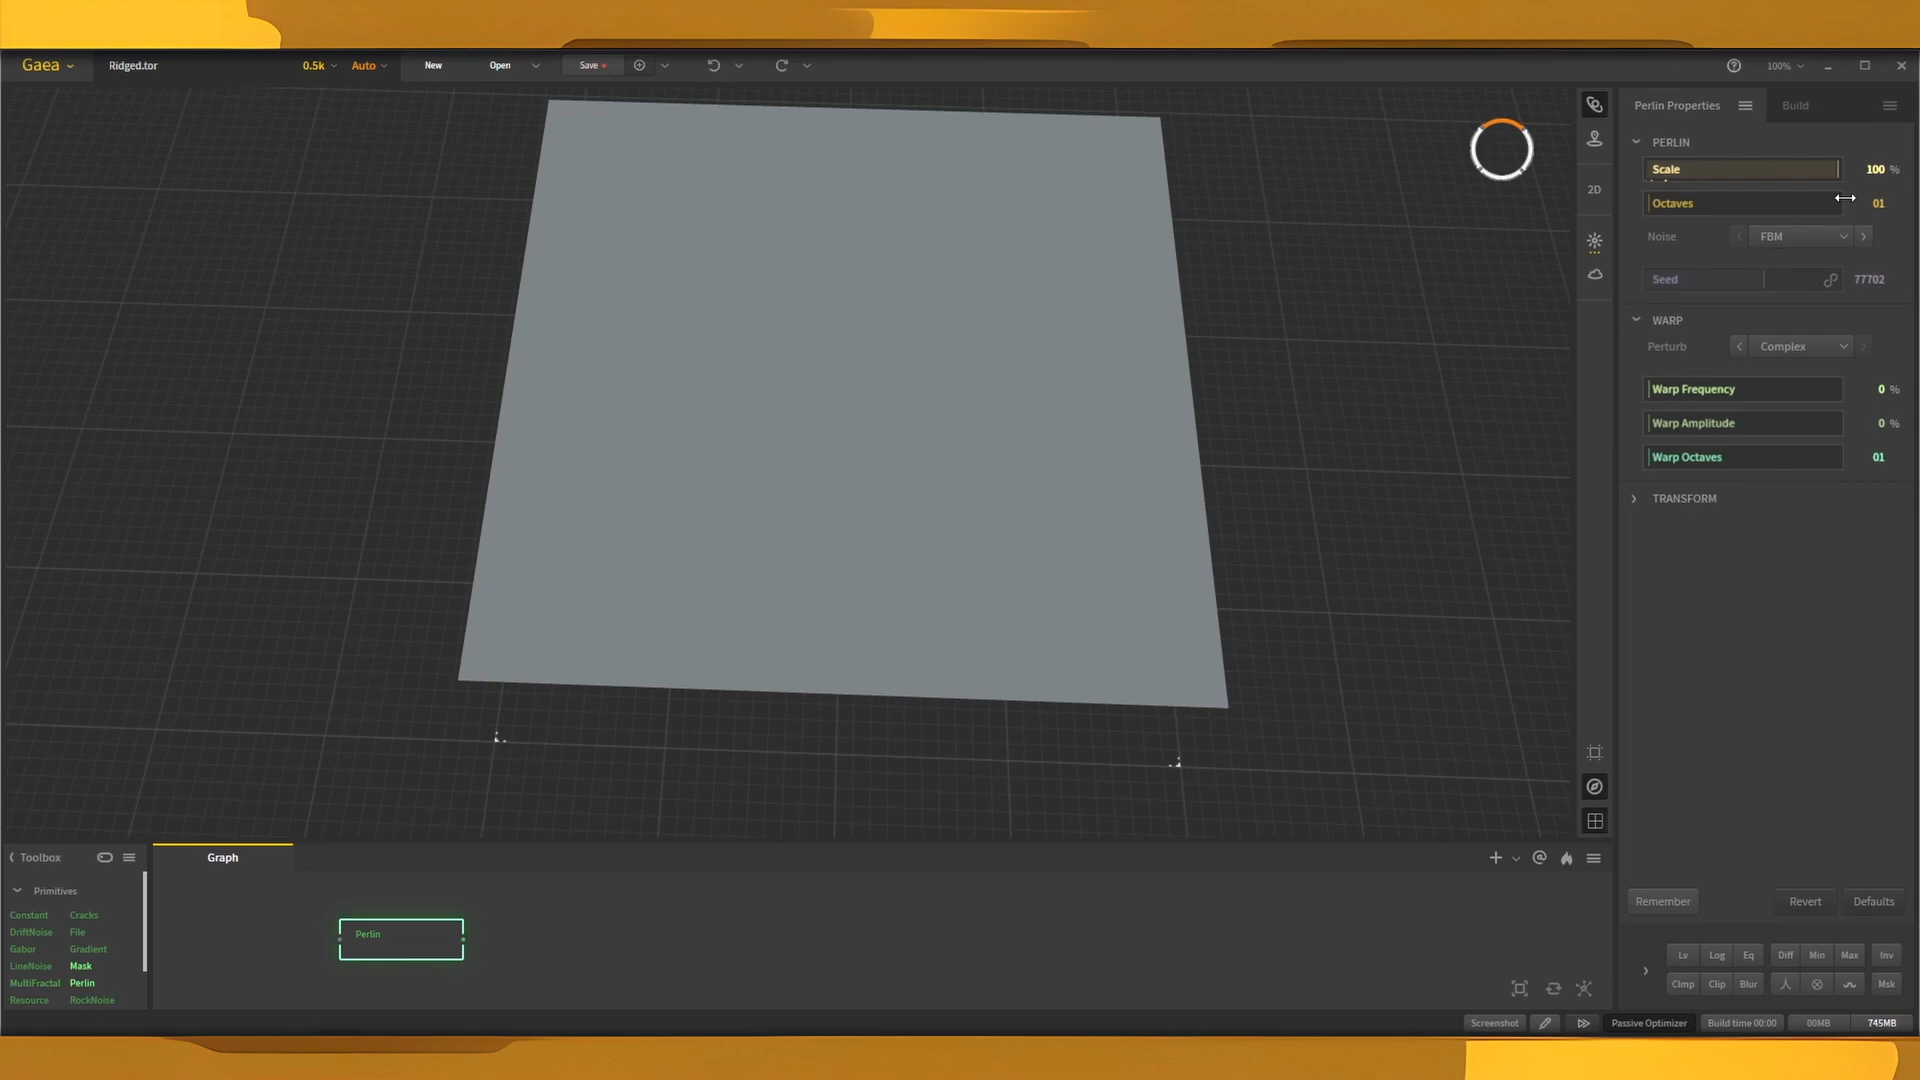 Gaea
Ridged.tor
0.5k
Auto
New
Open
Save
100%
Perlin Properties
Build
PERLIN
Scale 100 %
Octaves 01
Noise FBM
Seed 77702
WARP
Perturb Complex
Warp Frequency 0 %
Warp Amplitude 0 %
Warp Octaves 01
TRANSFORM
2D
Remember Revert Defaults
Lv Log Eq Diff Min Max Inv
Clmp Clip Blur Msk
Toolbox
Graph
Primitives
Constant Cracks
DriftNoise File
Gabor Gradient
LineNoise Mask
MultiFractal Perlin
Resource RockNoise
Perlin
Screenshot
Passive Optimizer
Build time 00:00
00MB
745MB